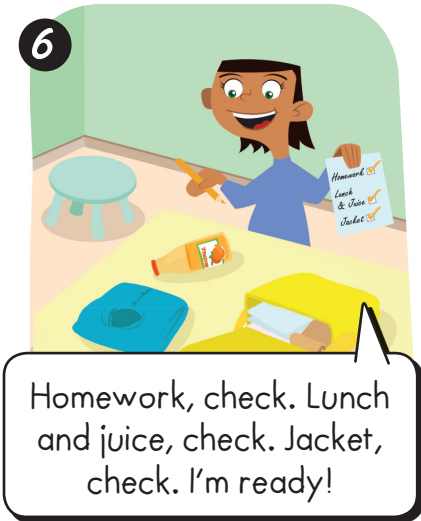 6
Homework
Lunch
& Juice
Jacket
Homework, check. Lunch
and juice, check. Jacket,
check. I'm ready!